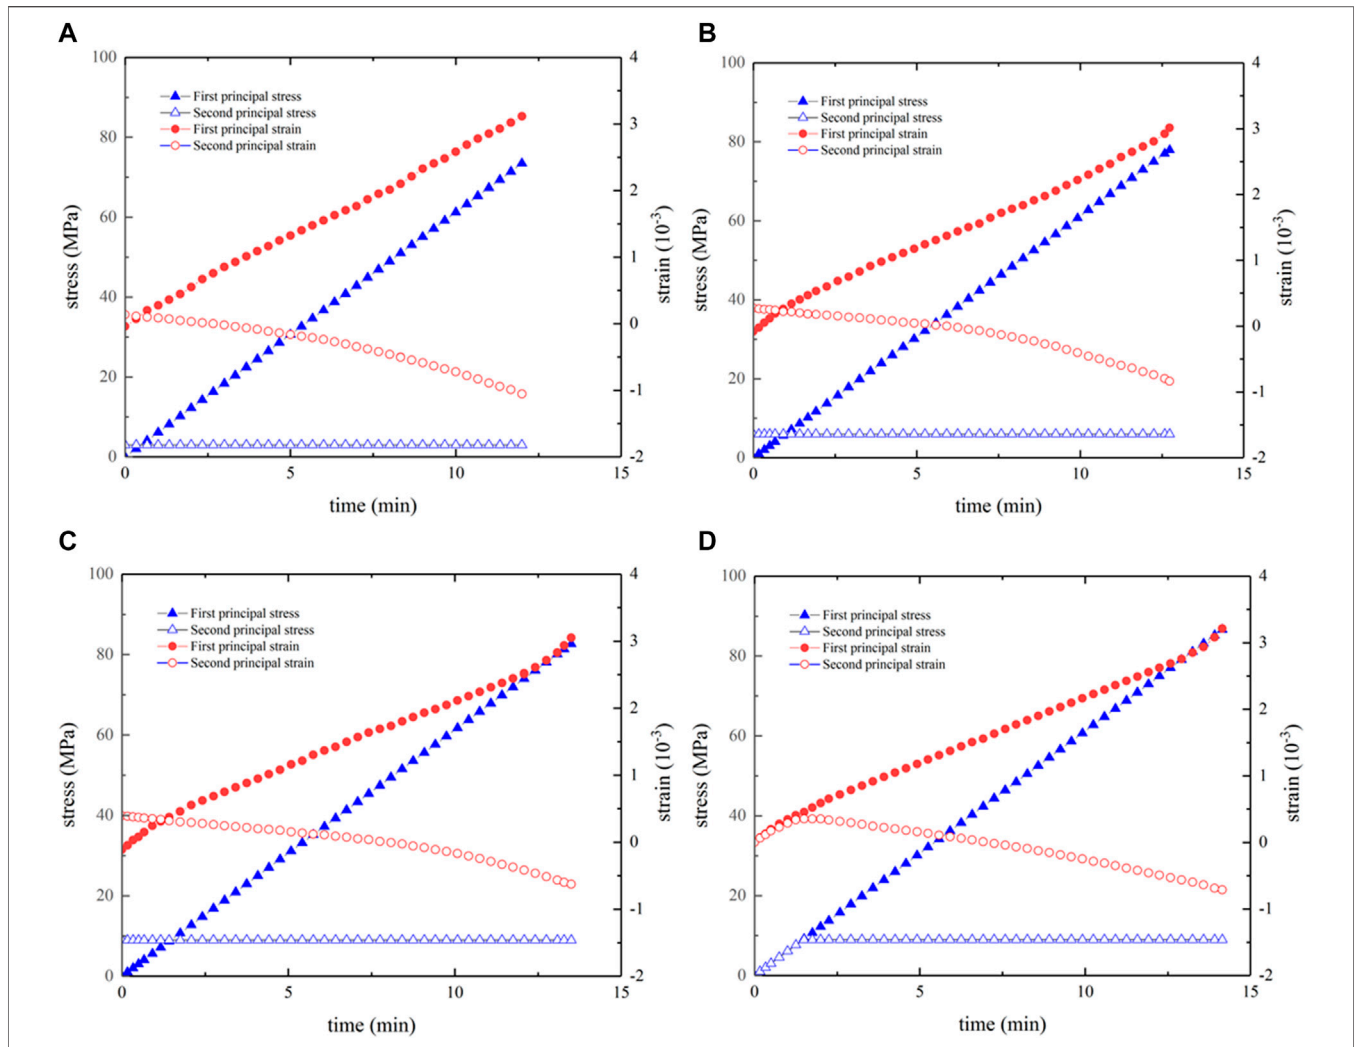 A
100
80
60
40
20
0
stress (MPa)
First principal stress
Second principal stress
First principal strain
Second principal strain
4
3
2
1
0
-1
-2
strain (10⁻³)
0
5
10
15
time (min)
B
100
80
60
40
20
0
stress (MPa)
First principal stress
Second principal stress
First principal strain
Second principal strain
4
3
2
1
0
-1
-2
strain (10⁻³)
0
5
10
15
time (min)
C
100
80
60
40
20
0
stress (MPa)
First principal stress
Second principal stress
First principal strain
Second principal strain
4
3
2
1
0
-1
-2
strain (10⁻³)
0
5
10
15
time (min)
D
100
80
60
40
20
0
stress (MPa)
First principal stress
Second principal stress
First principal strain
Second principal strain
4
3
2
1
0
-1
-2
strain (10⁻³)
0
5
10
15
time (min)